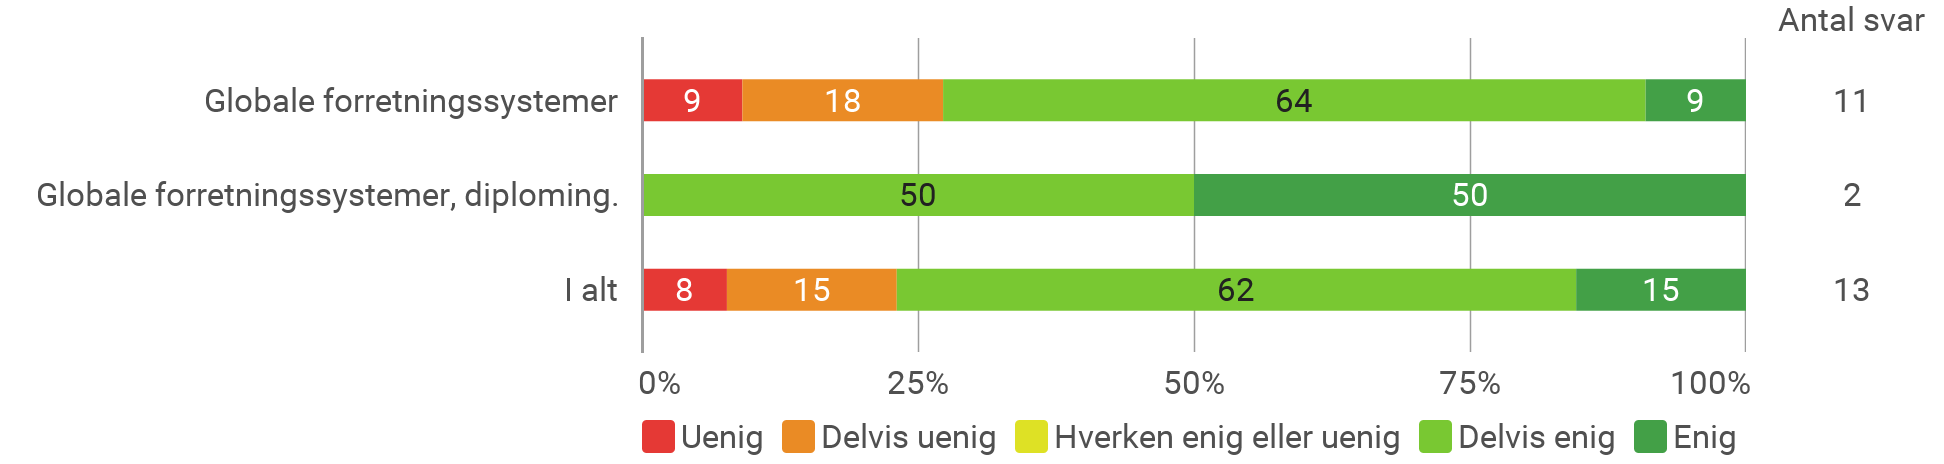 Antal svar
Globale forretningssystemer 9 18 64 9 11
Globale forretningssystemer, diploming. 50 50 2
I alt 8 15 62 15 13
0% 25% 50% 75% 100%
Uenig Delvis uenig Hverken enig eller uenig Delvis enig Enig